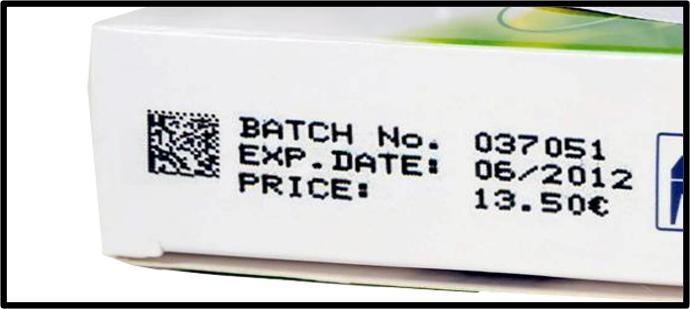 BATCH No. 037051
EXP.DATE: 06/2012
PRICE: 13.50€